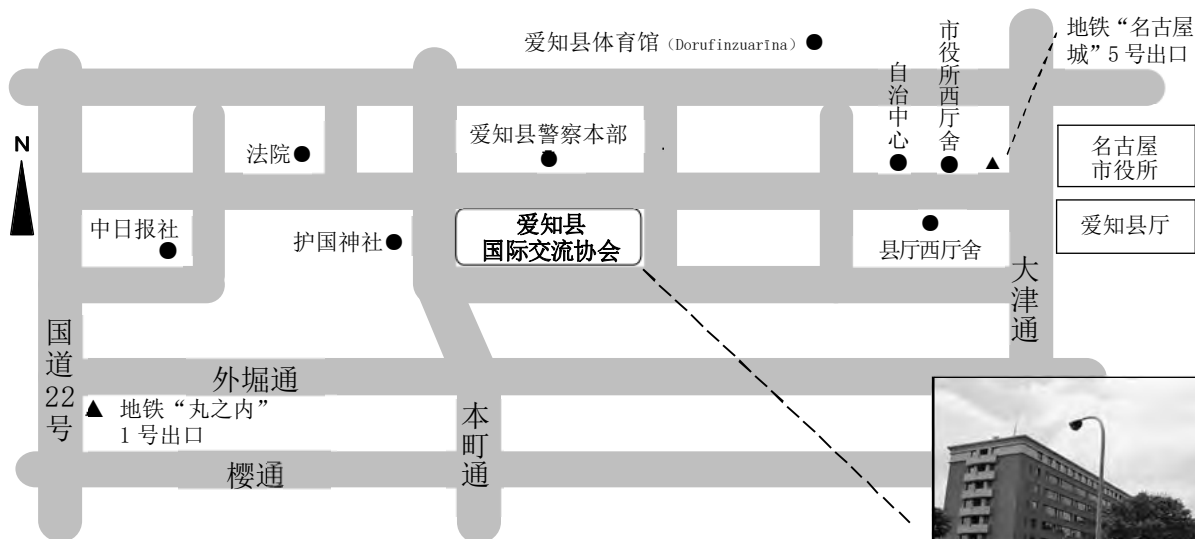 爱知县体育馆（Dorufinzuarīna）
市役所西厅舍
自治中心
地铁“名古屋
城”5 号出口
N
法院
爱知县警察本部
名古屋
市役所
中日报社
护国神社
爱知县
国际交流协会
县厅西厅舍
爱知县厅
大津通
国道22号
外堀通
地铁“丸之内”
1 号出口
本町通
樱通